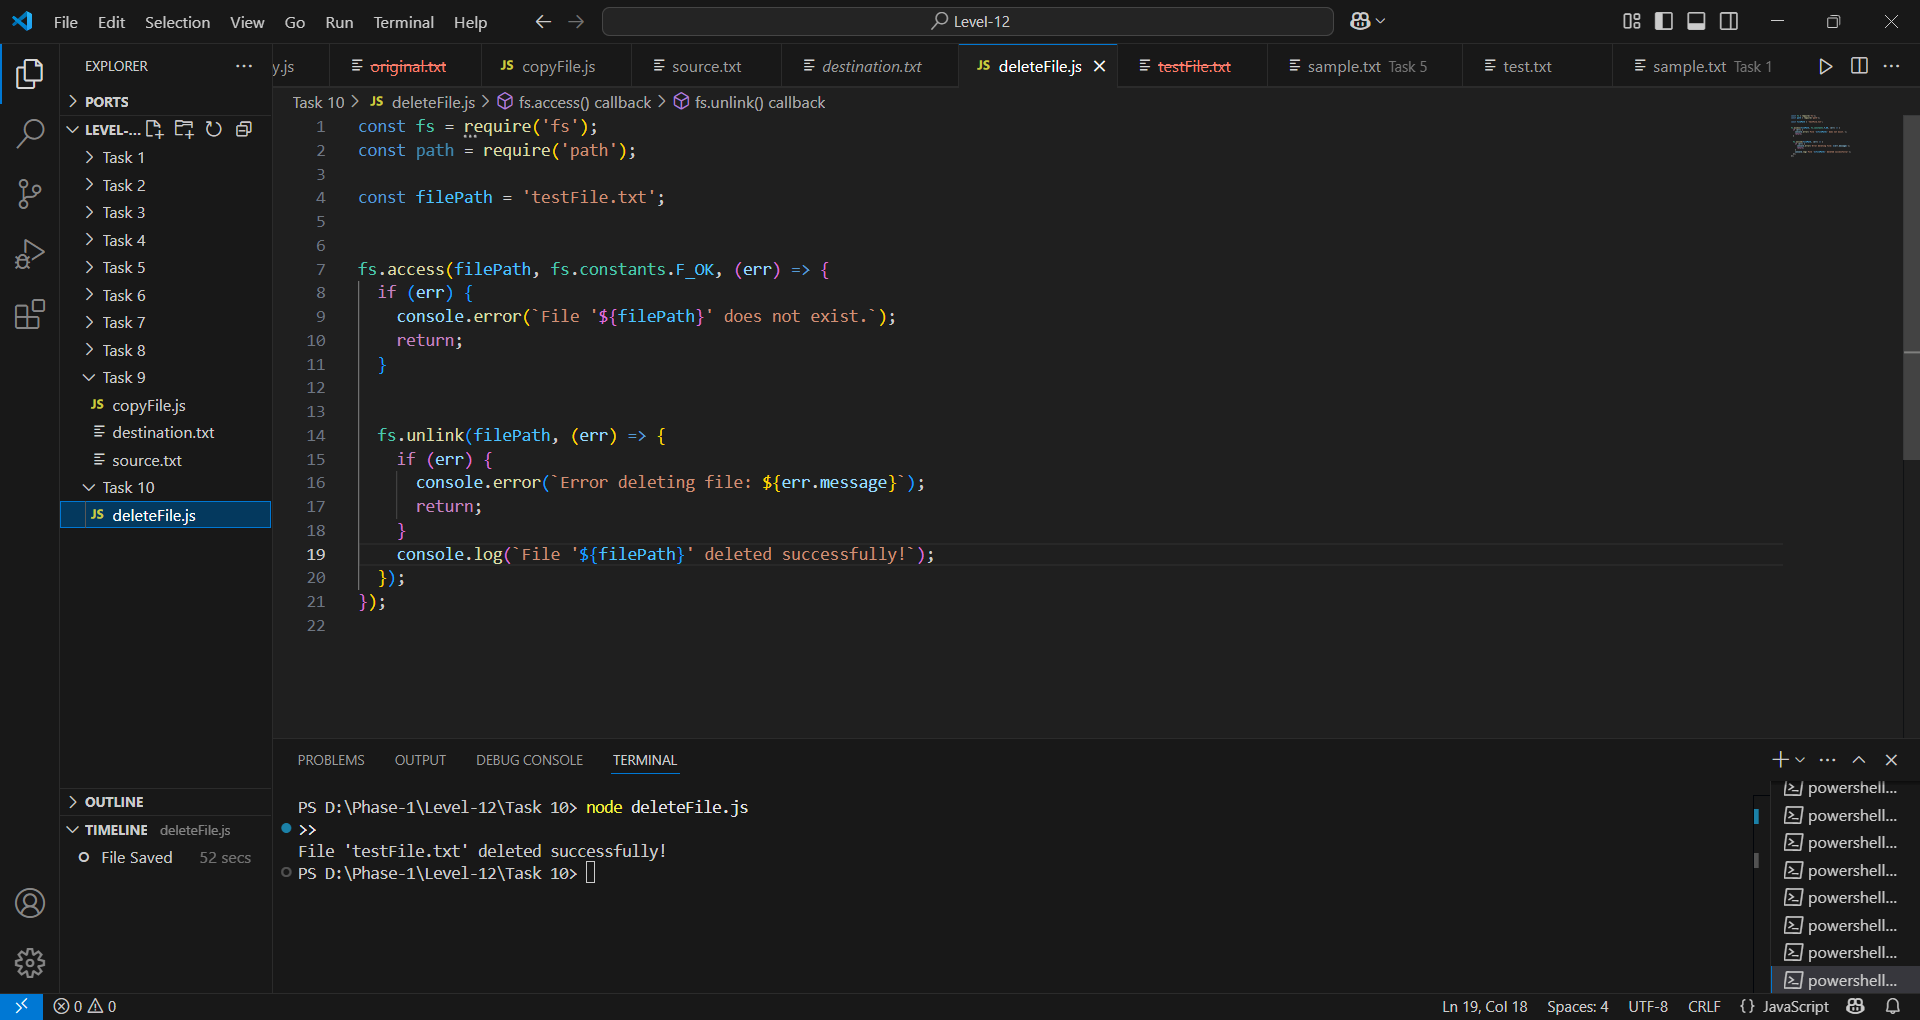 File Edit Selection View Go Run Terminal Help
Level-12
EXPLORER
PORTS
LEVEL-...
Task 1
Task 2
Task 3
Task 4
Task 5
Task 6
Task 7
Task 8
Task 9
JS copyFile.js
destination.txt
source.txt
Task 10
JS deleteFile.js
OUTLINE
TIMELINE deleteFile.js
File Saved 52 secs
y.js original.txt JS copyFile.js source.txt destination.txt JS deleteFile.js testFile.txt sample.txt Task 5 test.txt sample.txt Task 1
Task 10 > JS deleteFile.js > fs.access() callback > fs.unlink() callback
1 const fs = require('fs');
2 const path = require('path');
3
4 const filePath = 'testFile.txt';
5
6
7 fs.access(filePath, fs.constants.F_OK, (err) => {
8 if (err) {
9 console.error(`File '${filePath}' does not exist.`);
10 return;
11 }
12
13
14 fs.unlink(filePath, (err) => {
15 if (err) {
16 console.error(`Error deleting file: ${err.message}`);
17 return;
18 }
19 console.log(`File '${filePath}' deleted successfully!`);
20 });
21 });
22
PROBLEMS OUTPUT DEBUG CONSOLE TERMINAL
PS D:\Phase-1\Level-12\Task 10> node deleteFile.js
>>
File 'testFile.txt' deleted successfully!
PS D:\Phase-1\Level-12\Task 10>
powershell...
powershell...
powershell...
powershell...
powershell...
powershell...
powershell...
powershell...
0 0
Ln 19, Col 18 Spaces: 4 UTF-8 CRLF {} JavaScript